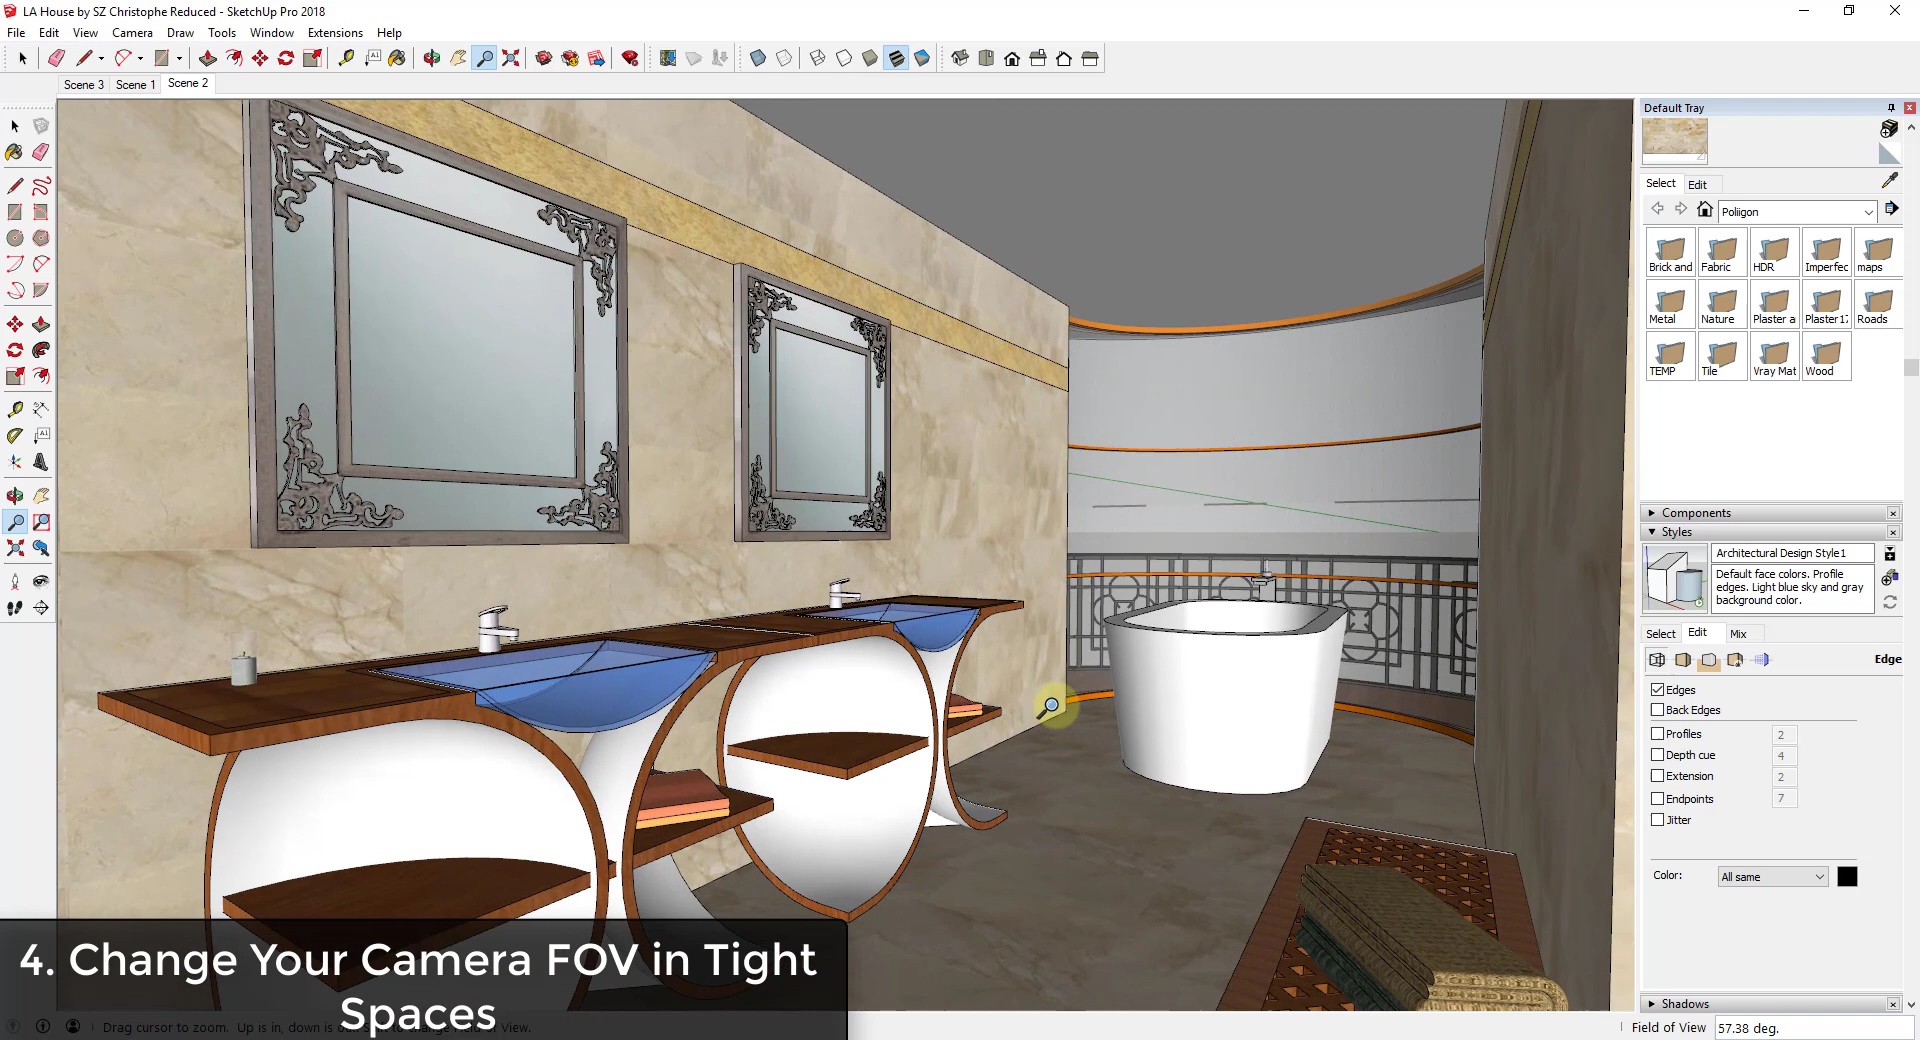 LA House by SZ Christophe Reduced - SketchUp Pro 2018
File Edit View Camera Draw Tools Window Extensions Help
Scene 3 Scene 1 Scene 2
Default Tray
Select Edit
Poliigon
Brick and Fabric HDR Imperfec maps
Metal Nature Plaster a Plaster17 Roads
TEMP Tile Vray Mat Wood
Components
Styles
Architectural Design Style1
Default face colors. Profile
edges. Light blue sky and gray
background color.
Select Edit Mix
Edge
Edges
Back Edges
Profiles 2
Depth cue 4
Extension 2
Endpoints 7
Jitter
Color: All same
Shadows
4. Change Your Camera FOV in Tight
Spaces
Drag cursor to zoom. Up is in, down is
Field of View 57.38 deg.